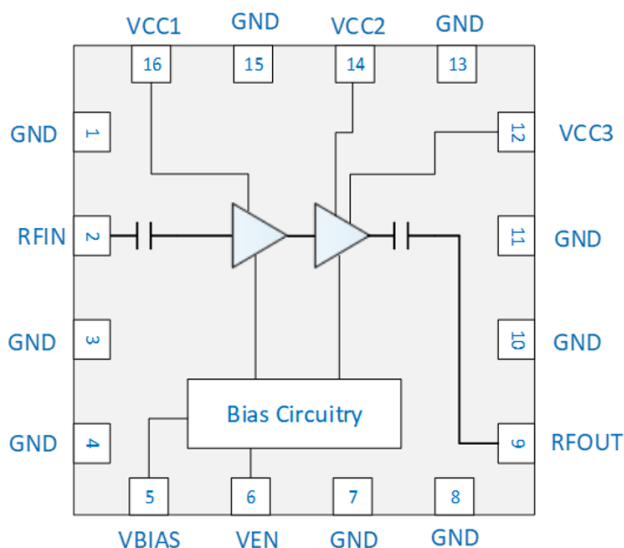 VCC1 GND VCC2 GND
16 15 14 13
GND 1 12 VCC3
RFIN 2 11 GND
GND 3 10 GND
GND 4 9 RFOUT
Bias Circuitry
5 6 7 8
VBIAS VEN GND GND